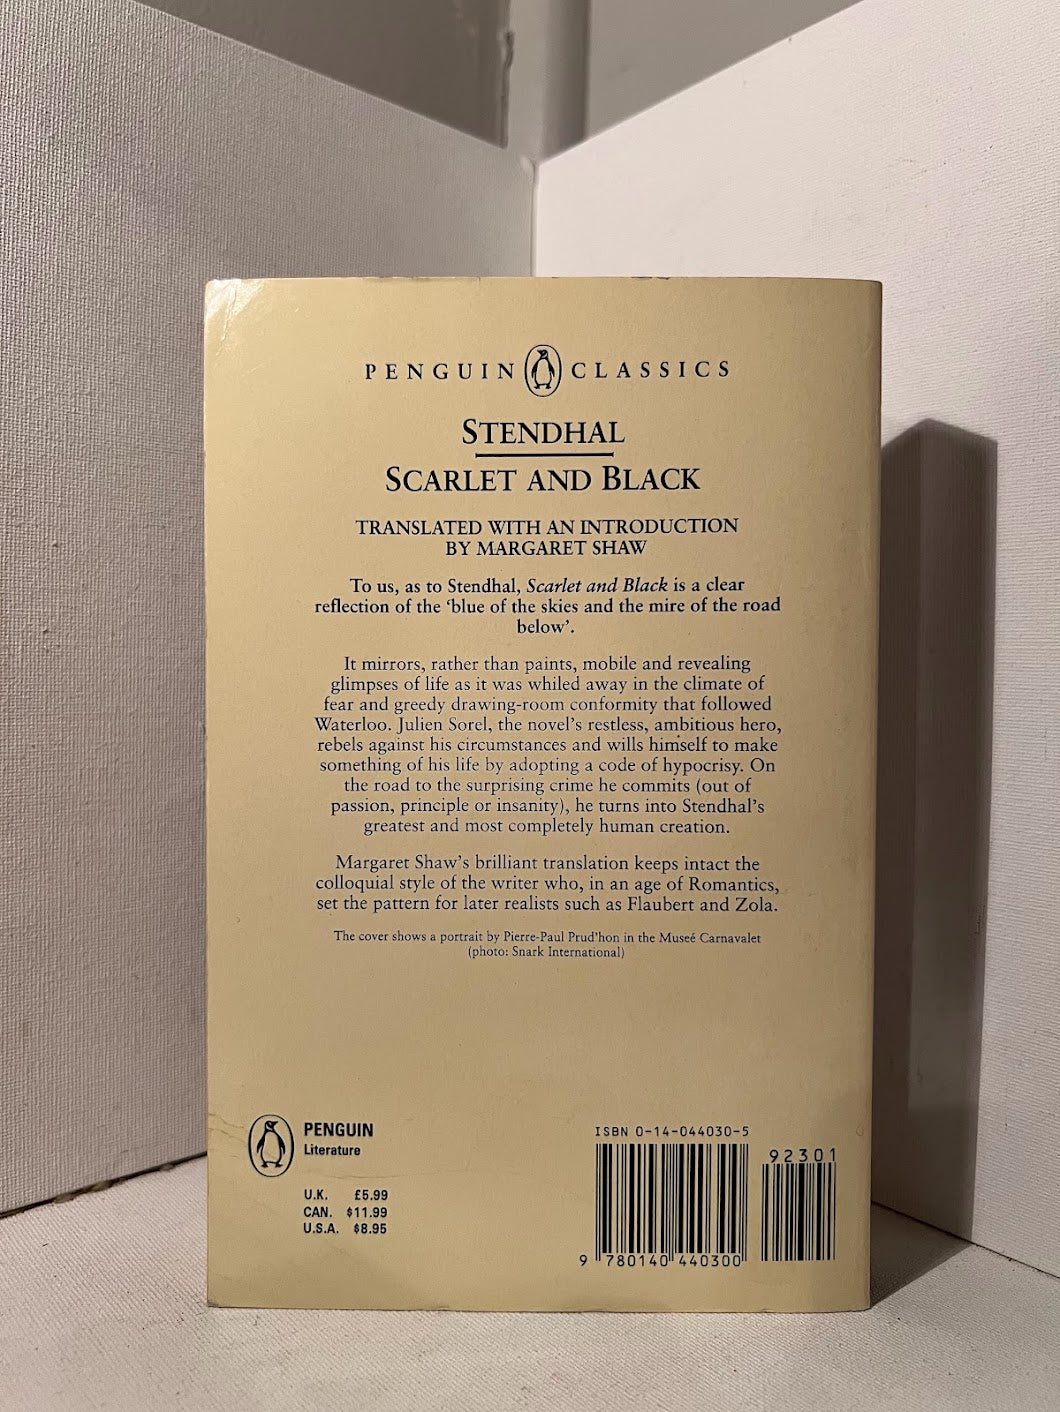 PENGUIN CLASSICS
STENDHAL
SCARLET AND BLACK
TRANSLATED WITH AN INTRODUCTION
BY MARGARET SHAW
To us, as to Stendhal, Scarlet and Black is a clear
reflection of the ‘blue of the skies and the mire of the road
below’.
It mirrors, rather than paints, mobile and revealing
glimpses of life as it was whiled away in the climate of
fear and greedy drawing-room conformity that followed
Waterloo. Julien Sorel, the novel’s restless, ambitious hero,
rebels against his circumstances and wills himself to make
something of his life by adopting a code of hypocrisy. On
the road to the surprising crime he commits (out of
passion, principle or insanity), he turns into Stendhal’s
greatest and most completely human creation.
Margaret Shaw’s brilliant translation keeps intact the
colloquial style of the writer who, in an age of Romantics,
set the pattern for later realists such as Flaubert and Zola.
The cover shows a portrait by Pierre-Paul Prud’hon in the Museé Carnavalet
(photo: Snark International)
PENGUIN
Literature
U.K. £5.99
CAN. $11.99
U.S.A. $8.95
ISBN 0-14-044030-5
92301
9 780140 440300